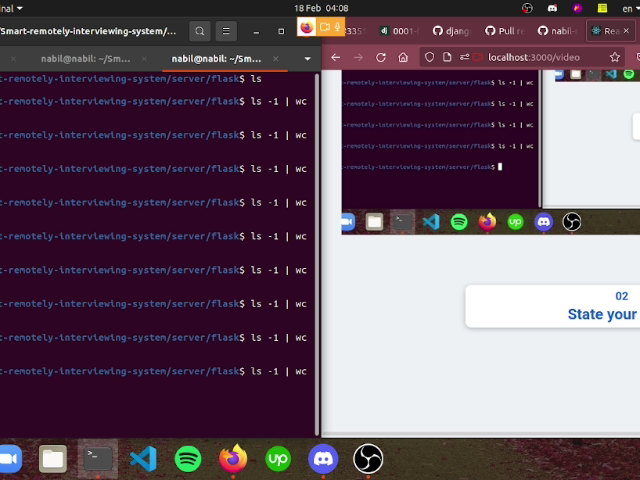 nal
18 Feb 04:08
en
/Smart-remotely-interviewing-system/...
nabil@nabil: ~/Sm...
nabil@nabil: ~/Sm...
t-remotely-interviewing-system/server/flask$ ls
t-remotely-interviewing-system/server/flask$ ls -1 | wc
t-remotely-interviewing-system/server/flask$ ls -1 | wc
t-remotely-interviewing-system/server/flask$ ls -1 | wc
t-remotely-interviewing-system/server/flask$ ls -1 | wc
t-remotely-interviewing-system/server/flask$ ls -1 | wc
t-remotely-interviewing-system/server/flask$ ls -1 | wc
t-remotely-interviewing-system/server/flask$ ls -1 | wc
t-remotely-interviewing-system/server/flask$ ls -1 | wc
t-remotely-interviewing-system/server/flask$ ls -1 | wc
0001-
djang
Pull re
nabil-
Rea
localhost:3000/video
-remotely-interviewing-system/server/flask$ ls -1 | wc
-remotely-interviewing-system/server/flask$ ls -1 | wc
-remotely-interviewing-system/server/flask$ ls -1 | wc
-remotely-interviewing-system/server/flask$ ls -1 | wc
-remotely-interviewing-system/server/flask$
02
State your